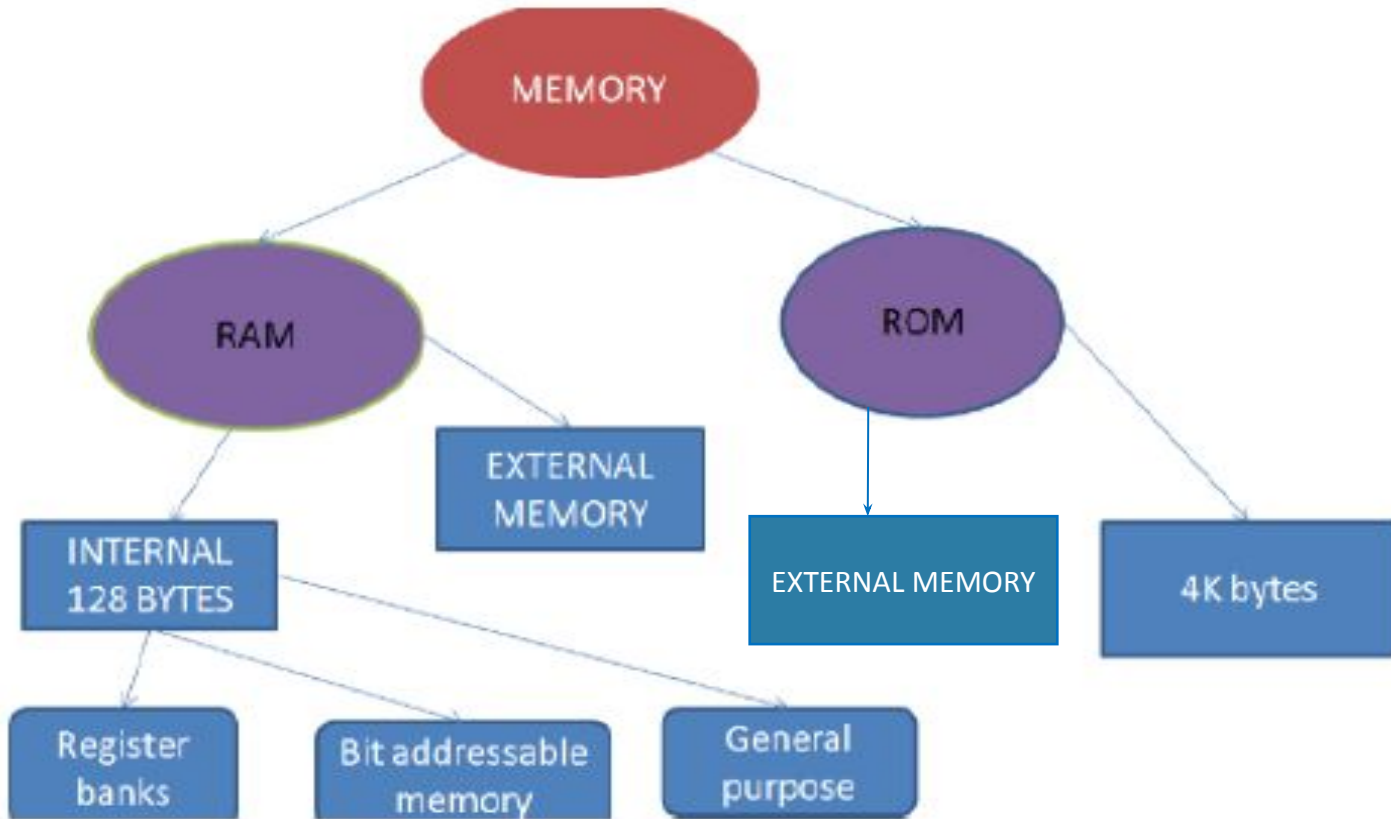 MEMORY
RAM
ROM
EXTERNAL
MEMORY
INTERNAL
128 BYTES
EXTERNAL MEMORY
4K bytes
Register
banks
Bit addressable
memory
General
purpose